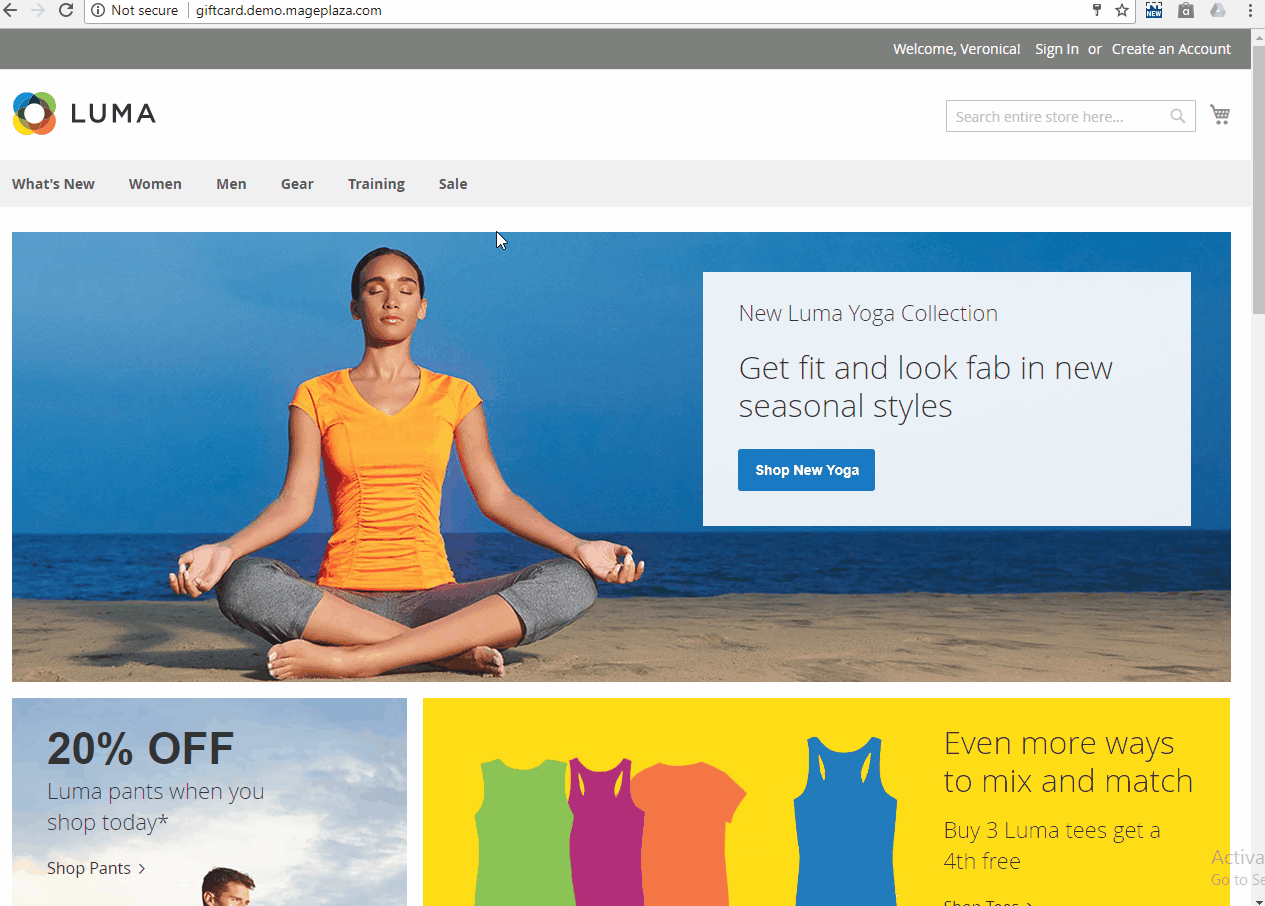 Not secure giftcard.demo.mageplaza.com
NEW
a
Welcome, Veronica! Sign In or Create an Account
LUMA
Search entire store here...
What's New Women Men Gear Training Sale
New Luma Yoga Collection
Get fit and look fab in new
seasonal styles
Shop New Yoga
20% OFF
Luma pants when you
shop today*
Shop Pants >
Even more ways
to mix and match
Buy 3 Luma tees get a
4th free
Shop Tees >
Activa
Go to Se